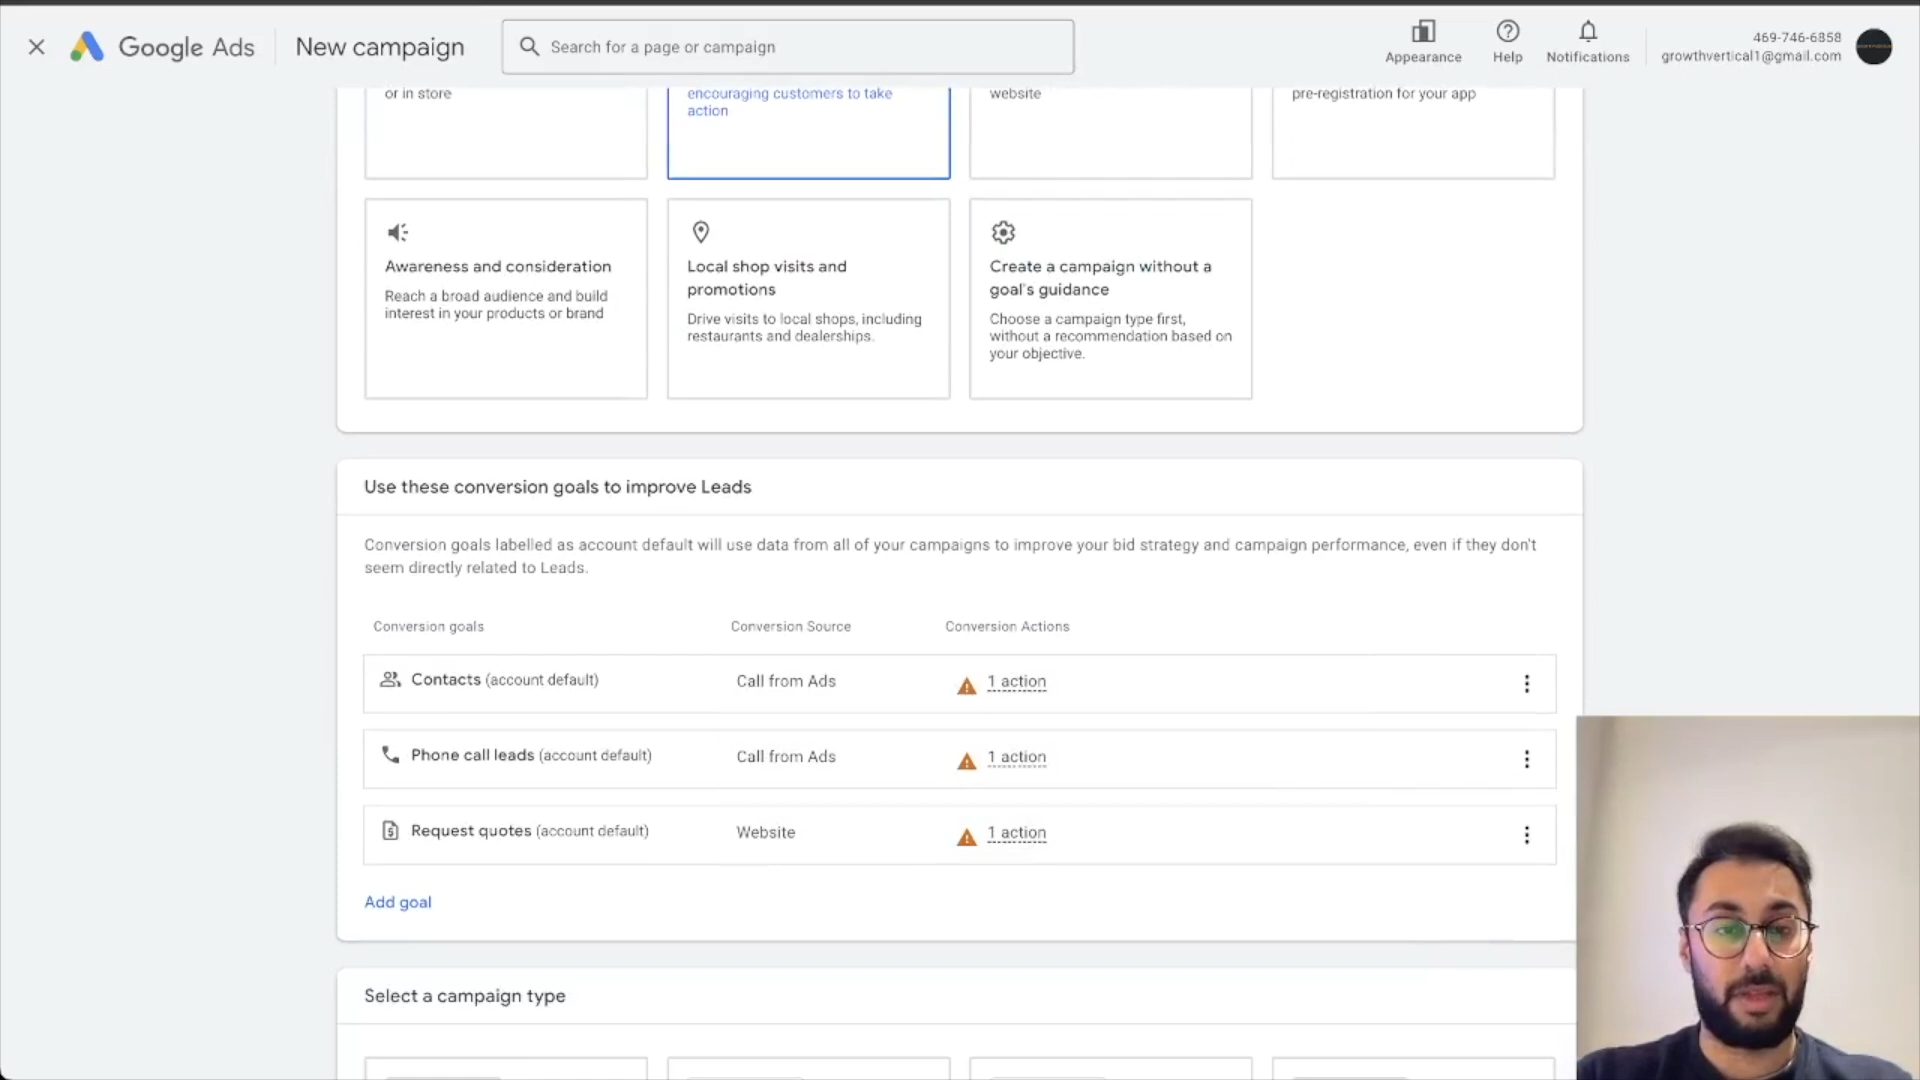 Google Ads
New campaign
Search for a page or campaign
Appearance
Help
Notifications
469-746-6858
growthvertical1@gmail.com
or in store
encouraging customers to take
action
website
pre-registration for your app
Awareness and consideration
Reach a broad audience and build
interest in your products or brand
Local shop visits and
promotions
Drive visits to local shops, including
restaurants and dealerships.
Create a campaign without a
goal's guidance
Choose a campaign type first,
without a recommendation based on
your objective.
Use these conversion goals to improve Leads
Conversion goals labelled as account default will use data from all of your campaigns to improve your bid strategy and campaign performance, even if they don't
seem directly related to Leads.
Conversion goals
Conversion Source
Conversion Actions
Contacts (account default)
Call from Ads
1 action
Phone call leads (account default)
Call from Ads
1 action
Request quotes (account default)
Website
1 action
Add goal
Select a campaign type